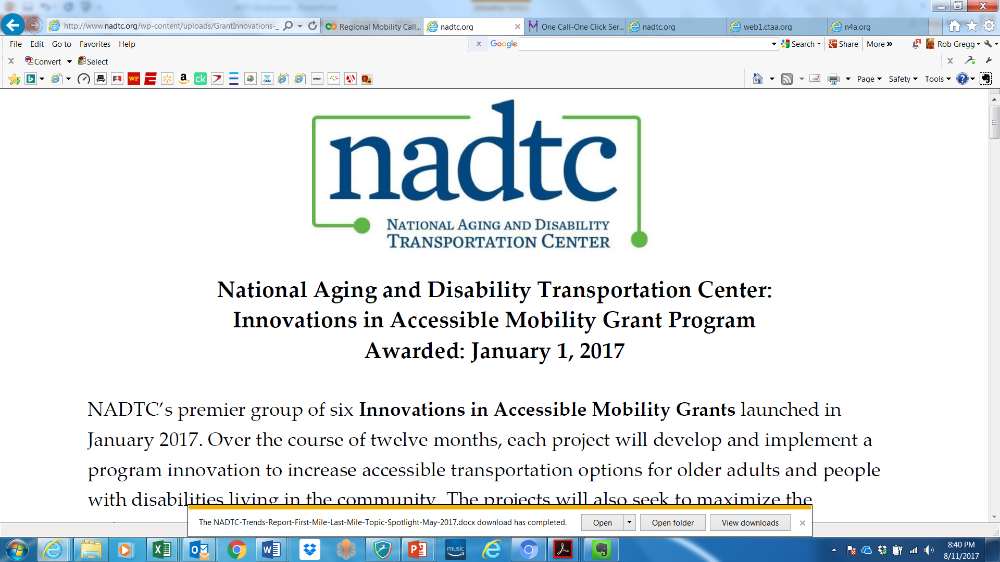 http://www.nadtc.org/wp-content/uploads/GrantInnovations-_
Regional Mobility Call...
nadtc.org
One Call-One Click Ser...
nadtc.org
web1.ctaa.org
n4a.org
File Edit Go to Favorites Help
Google
Search
Share
More »
2
Rob Gregg
Convert
Select
Page Safety Tools
nadtc
NATIONAL AGING AND DISABILITY
TRANSPORTATION CENTER
National Aging and Disability Transportation Center:
Innovations in Accessible Mobility Grant Program
Awarded: January 1, 2017
NADTC’s premier group of six Innovations in Accessible Mobility Grants launched in
January 2017. Over the course of twelve months, each project will develop and implement a
program innovation to increase accessible transportation options for older adults and people
with disabilities living in the community. The projects will also seek to maximize the
The NADTC-Trends-Report-First-Mile-Last-Mile-Topic-Spotlight-May-2017.docx download has completed.
Open
Open folder
View downloads
music
8:40 PM
8/11/2017